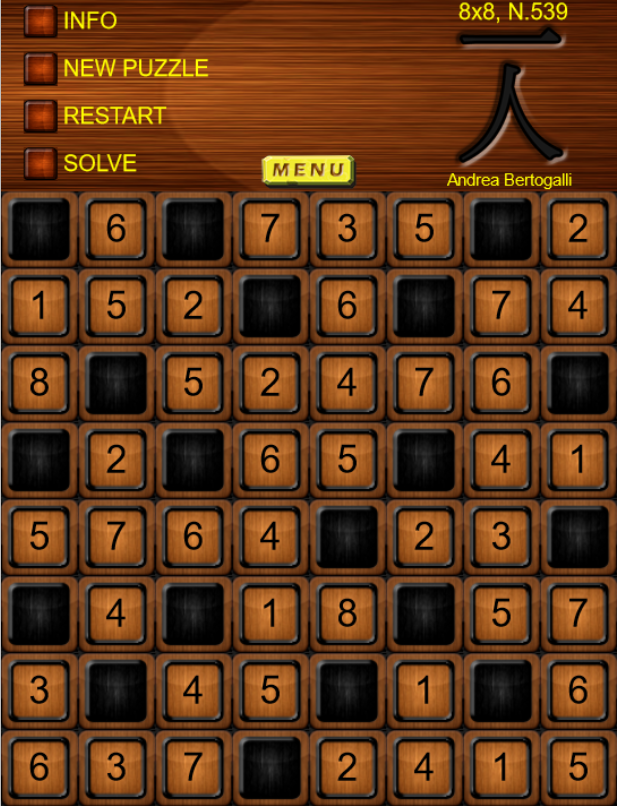 INFO
8x8, N.539
NEW PUZZLE
RESTART
SOLVE
MENU
一人
Andrea Bertogalli
6 7 3 5 2
1 5 2 6 7 4
8 5 2 4 7 6
2 6 5 4 1
5 7 6 4 2 3
4 1 8 5 7
3 4 5 1 6
6 3 7 2 4 1 5